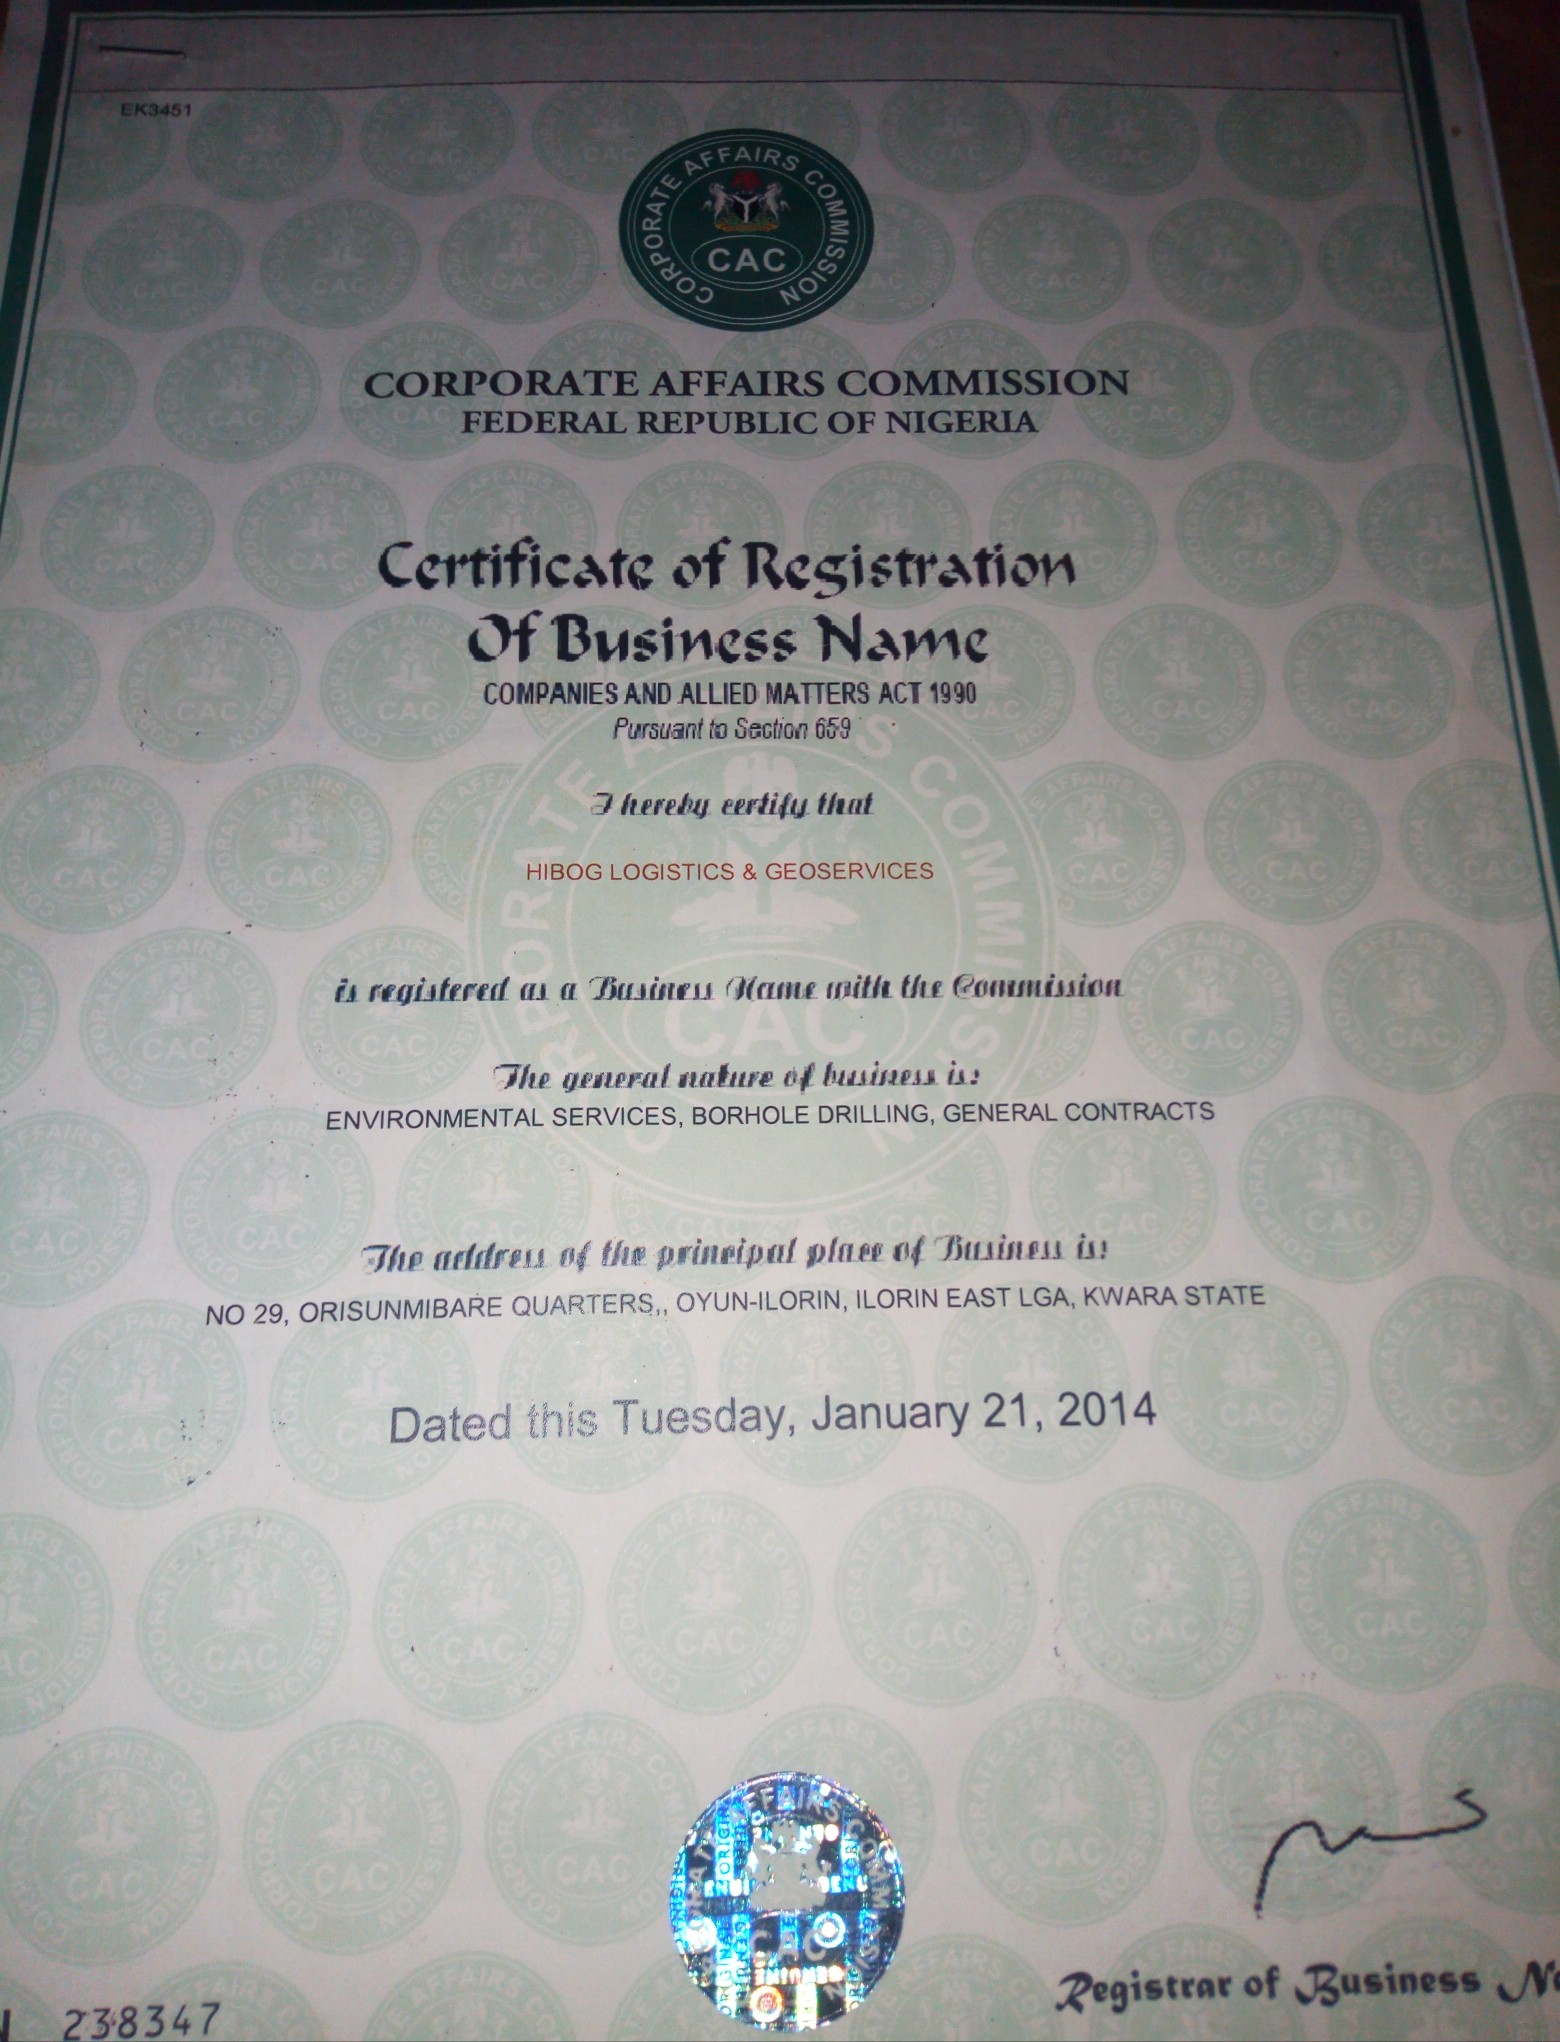 EK3451
CORPORATE AFFAIRS COMMISSION
CAC
CORPORATE AFFAIRS COMMISSION
FEDERAL REPUBLIC OF NIGERIA
Certificate of Registration
Of Business Name
COMPANIES AND ALLIED MATTERS ACT 1990
Pursuant to Section 659
I hereby certify that
HIBOG LOGISTICS & GEOSERVICES
is registered as a Business Name with the Commission
The general nature of business is:
ENVIRONMENTAL SERVICES, BORHOLE DRILLING, GENERAL CONTRACTS
The address of the principal place of Business is:
NO 29, ORISUNMIBARE QUARTERS,, OYUN-ILORIN, ILORIN EAST LGA, KWARA STATE
Dated this Tuesday, January 21, 2014
Registrar of Business
238347